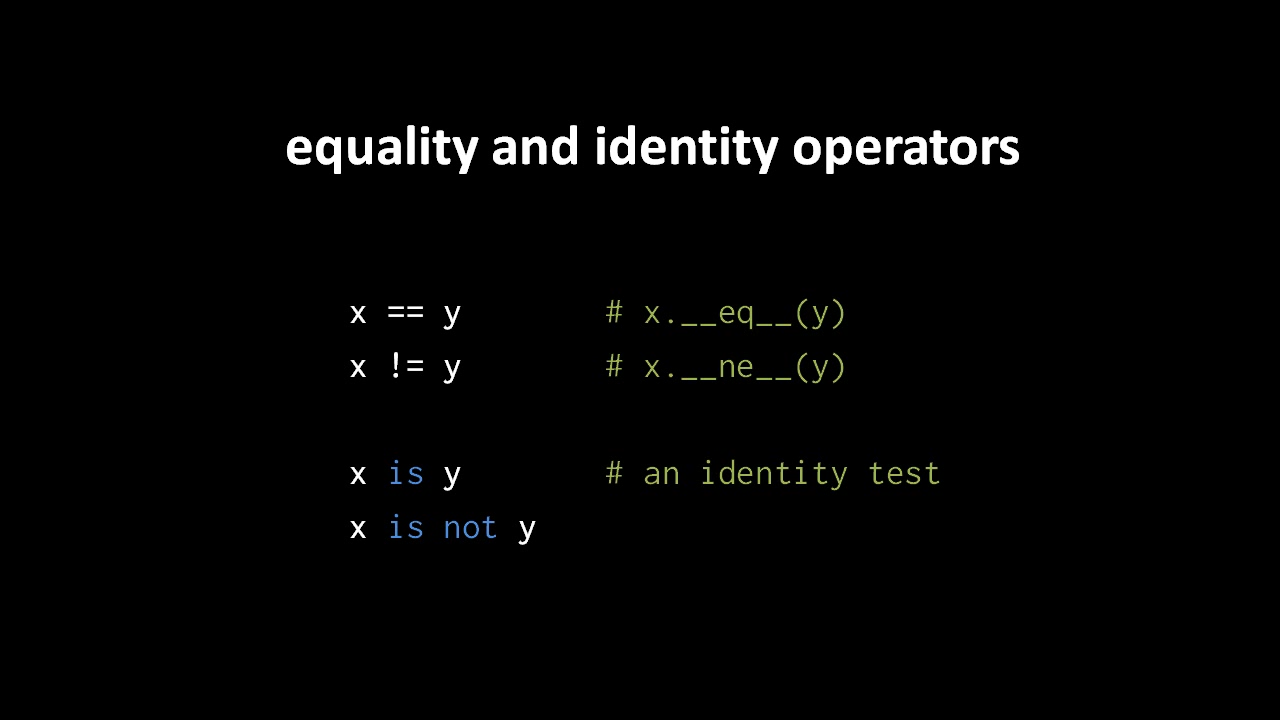 equality and identity operators
x == y # x.__eq__(y)
x != y # x.__ne__(y)
x is y # an identity test
x is not y